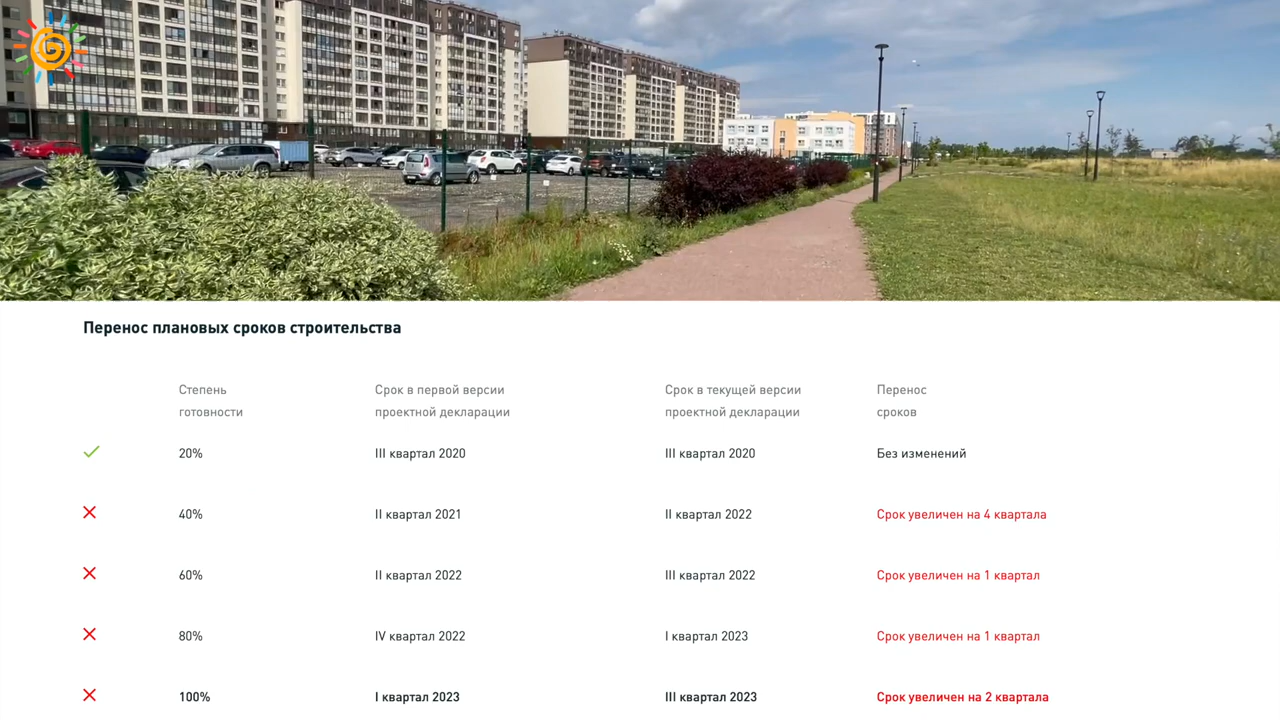 Перенос плановых сроков строительства
Степень готовности Срок в первой версии проектной декларации Срок в текущей версии проектной декларации Перенос сроков
20% III квартал 2020 III квартал 2020 Без изменений
40% II квартал 2021 II квартал 2022 Срок увеличен на 4 квартала
60% II квартал 2022 III квартал 2022 Срок увеличен на 1 квартал
80% IV квартал 2022 I квартал 2023 Срок увеличен на 1 квартал
100% I квартал 2023 III квартал 2023 Срок увеличен на 2 квартала